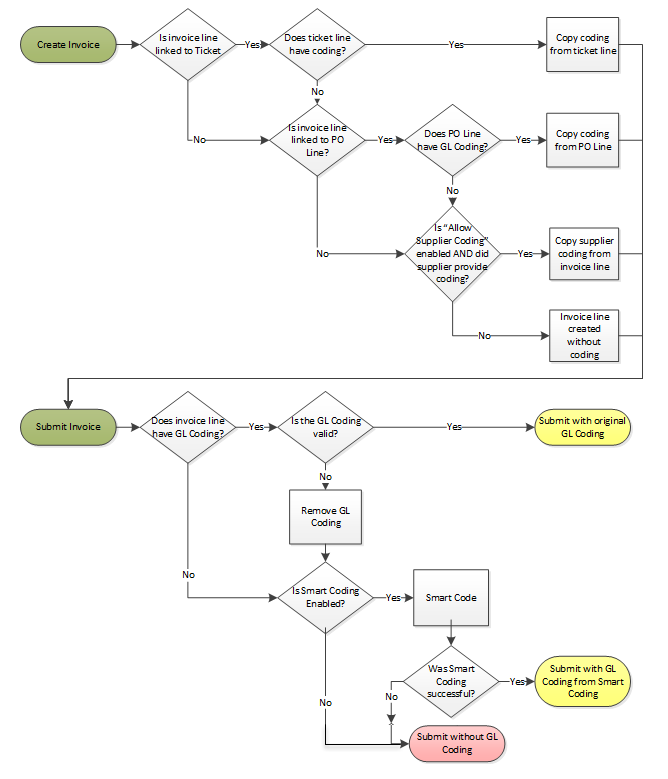 Create Invoice
Is invoice line
linked to Ticket
Yes
Does ticket line
have coding?
Yes
Copy coding
from ticket line
No
No
Is invoice line
linked to PO
Line?
Yes
Does PO Line
have GL Coding?
Yes
Copy coding
from PO Line
No
No
Is “Allow
Supplier Coding”
enabled AND did
supplier provide
coding?
Yes
Copy supplier
coding from
invoice line
No
Invoice line
created
without
coding
Submit Invoice
Does invoice line
have GL Coding?
Yes
Is the GL Coding
valid?
Yes
Submit with original
GL Coding
No
Remove GL
Coding
No
Is Smart Coding
Enabled?
Yes
Smart Code
Was Smart
Coding
successful?
Yes
Submit with GL
Coding from Smart
Coding
No
No
Submit without GL
Coding